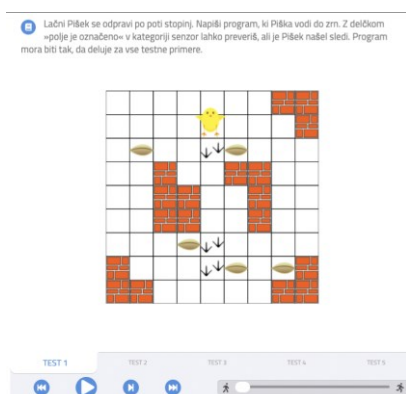 Lačni Pišek se odpravi po poti stopinj. Napiši program, ki Piška vodi do zrn. Z delčkom
»polje je označeno« v kategoriji senzor lahko preveriš, ali je Pišek našel sledi. Program
mora biti tak, da deluje za vse testne primere.
TEST 1 TEST 2 TEST 3 TEST 4 TEST 5